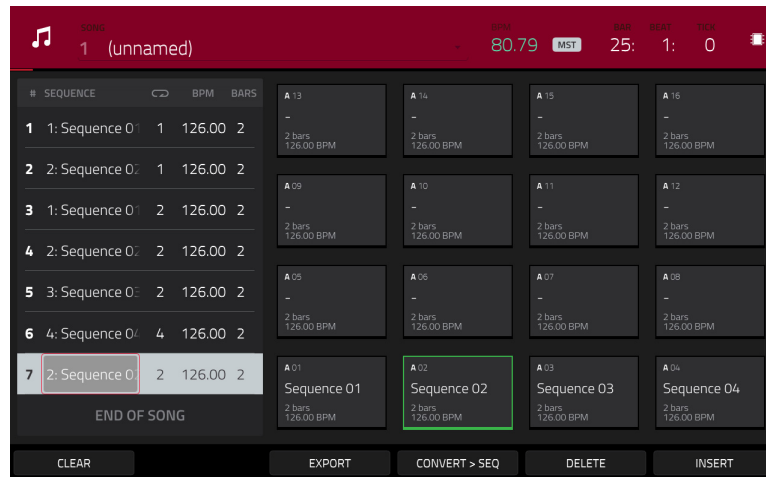 SONG BPM BAR BEAT TICK
1 (unnamed) 80.79 MST 25: 1: 0
# SEQUENCE BPM BARS
1 1: Sequence 01 1 126.00 2
2 2: Sequence 02 1 126.00 2
3 1: Sequence 01 2 126.00 2
4 2: Sequence 02 2 126.00 2
5 3: Sequence 03 2 126.00 2
6 4: Sequence 04 4 126.00 2
7 2: Sequence 02 2 126.00 2
END OF SONG
A 13
-
2 bars
126.00 BPM
A 14
-
2 bars
126.00 BPM
A 15
-
2 bars
126.00 BPM
A 16
-
2 bars
126.00 BPM
A 09
-
2 bars
126.00 BPM
A 10
-
2 bars
126.00 BPM
A 11
-
2 bars
126.00 BPM
A 12
-
2 bars
126.00 BPM
A 05
-
2 bars
126.00 BPM
A 06
-
2 bars
126.00 BPM
A 07
-
2 bars
126.00 BPM
A 08
-
2 bars
126.00 BPM
A 01
Sequence 01
2 bars
126.00 BPM
A 02
Sequence 02
2 bars
126.00 BPM
A 03
Sequence 03
2 bars
126.00 BPM
A 04
Sequence 04
2 bars
126.00 BPM
CLEAR EXPORT CONVERT > SEQ DELETE INSERT